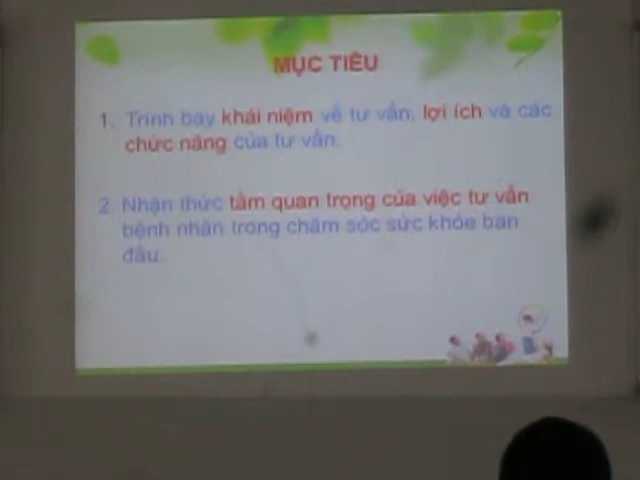 MỤC TIÊU
1. Trình bày khái niệm về tư vấn, lợi ích và các
chức năng của tư vấn.
2. Nhận thức tầm quan trọng của việc tư vấn
bệnh nhân trong chăm sóc sức khỏe ban
đầu.